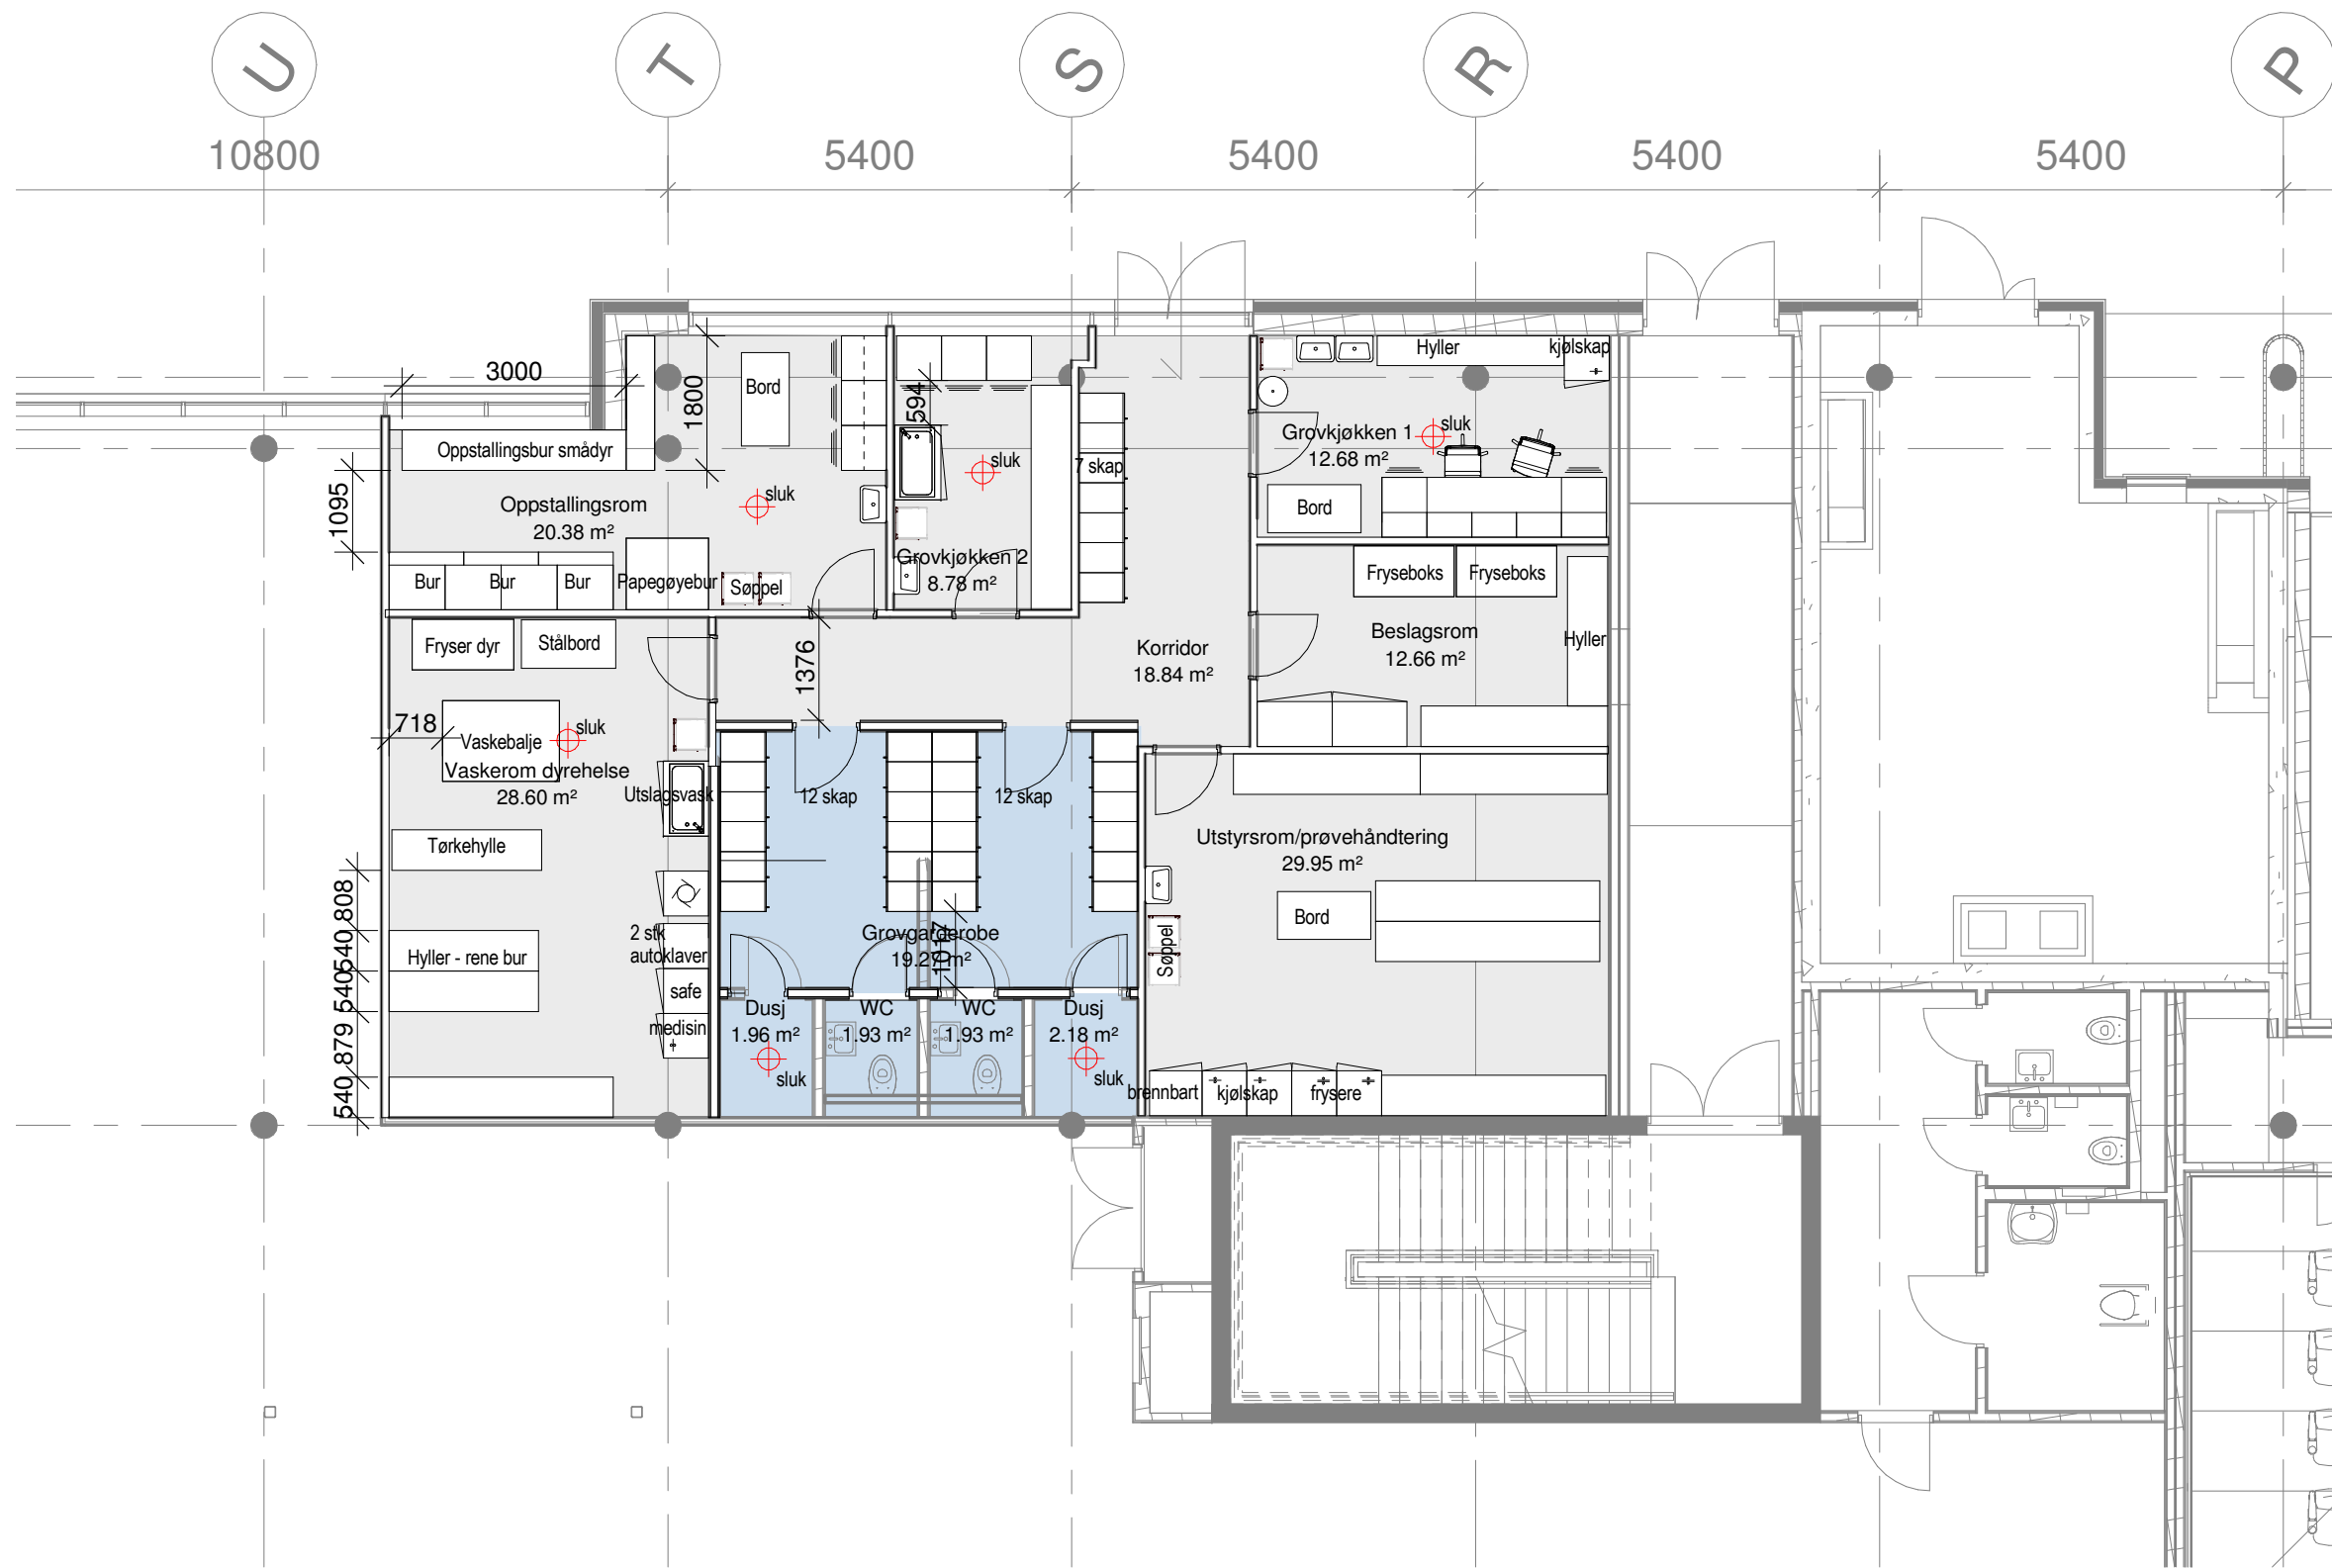 U
T
S
R
P
10800
5400
5400
5400
5400
3000
1800
Bord
594
Hyller
kjølskap
Oppstallingsbur smådyr
sluk
7 skap
Grovkjøkken 1
12.68 m²
sluk
1095
Oppstallingsrom
20.38 m²
sluk
Bord
Grovkjøkken 2
8.78 m²
Bur
Bur
Bur
Papegøyebur
Søppel
Fryseboks
Fryseboks
Fryser dyr
Stålbord
1376
Korridor
18.84 m²
Beslagsrom
12.66 m²
Hyller
718
Vaskebalje
sluk
Vaskerom dyrehelse
28.60 m²
Utslagsvask
12 skap
12 skap
Tørkehylle
Utstyrsrom/prøvehåndtering
29.95 m²
808
540
540
879
540
Hyller - rene bur
2 stk
autoklaver
safe
medisin
Grovgarderobe
19.27 m²
1017
Bord
Søppel
Dusj
1.96 m²
sluk
WC
1.93 m²
WC
1.93 m²
Dusj
2.18 m²
sluk
brennbart
kjølskap
frysere